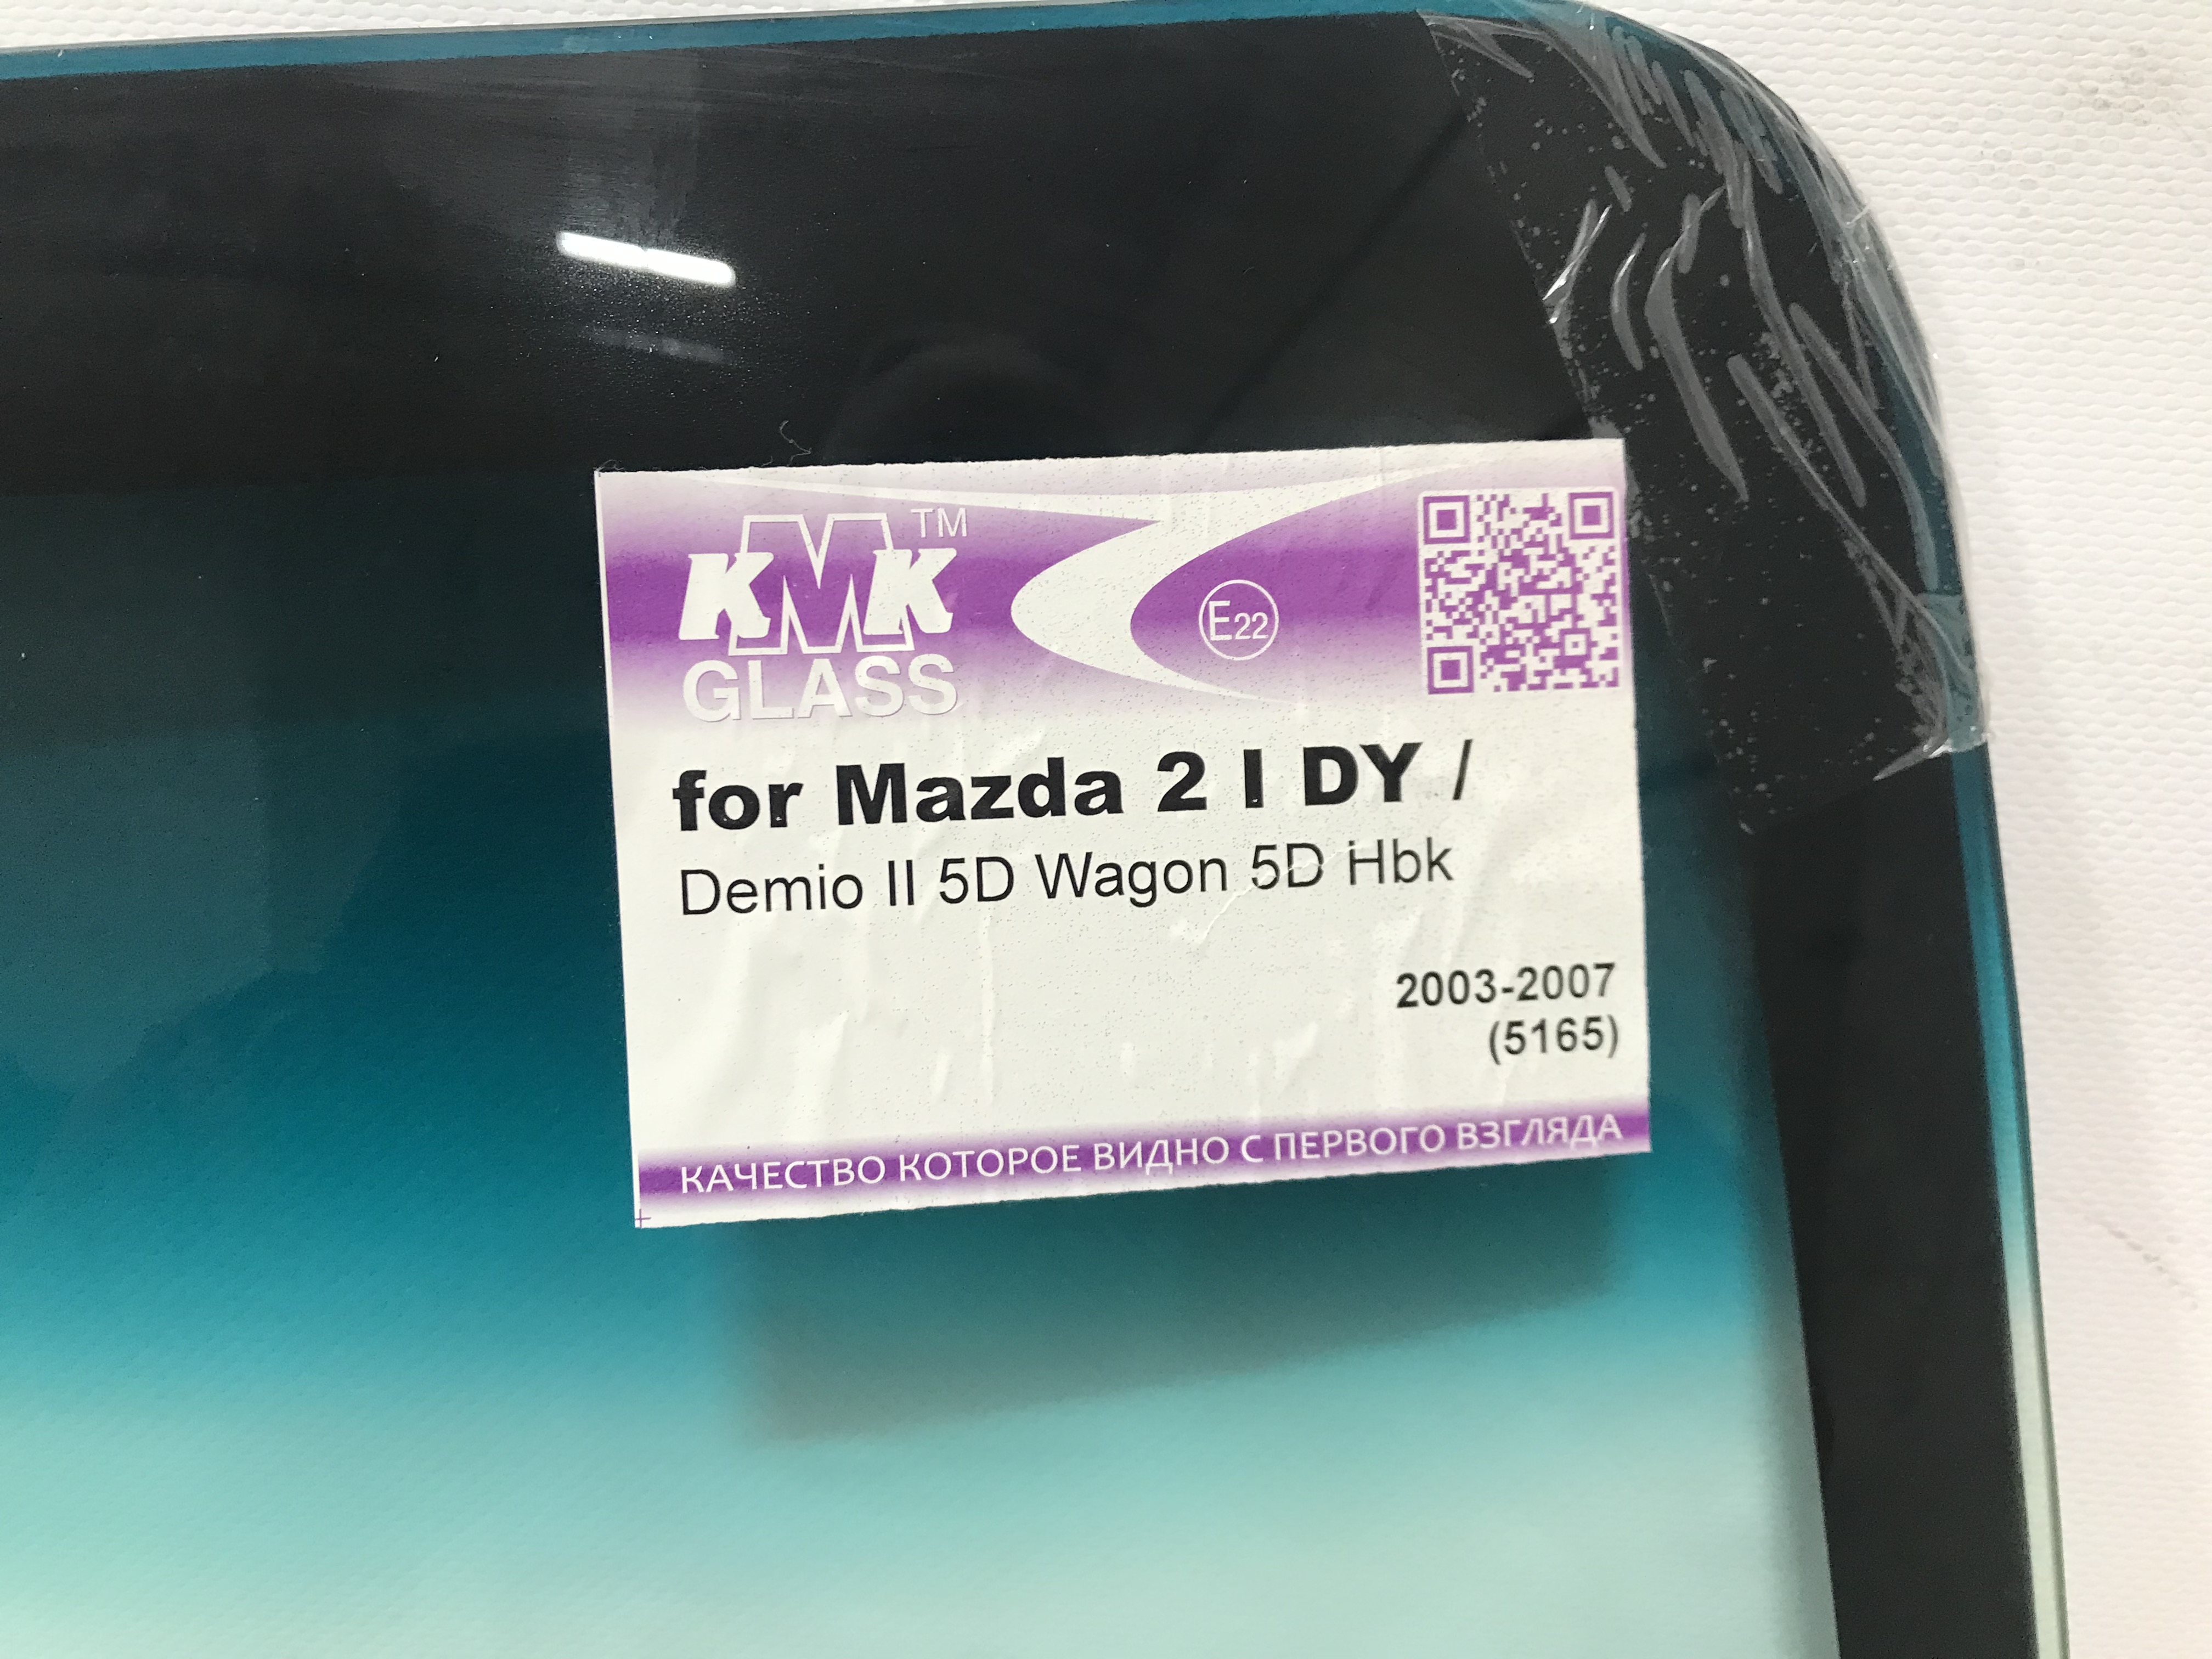 KMK™
GLASS
E22
for Mazda 2 I DY /
Demio II 5D Wagon 5D Hbk
2003-2007
(5165)
КАЧЕСТВО КОТОРОЕ ВИДНО С ПЕРВОГО ВЗГЛЯДА